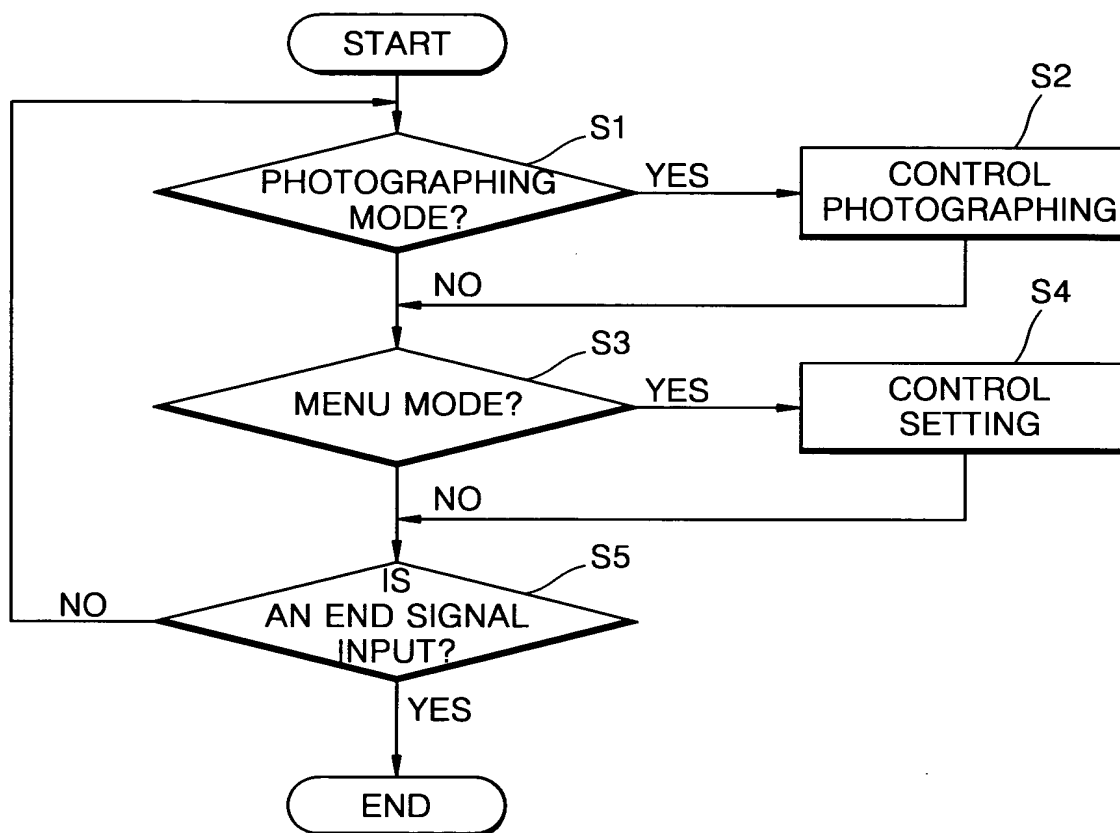 START
S1
S2
PHOTOGRAPHING
MODE?
YES
CONTROL
PHOTOGRAPHING
NO
S3
S4
MENU MODE?
YES
CONTROL
SETTING
NO
S5
IS
AN END SIGNAL
INPUT?
NO
YES
END